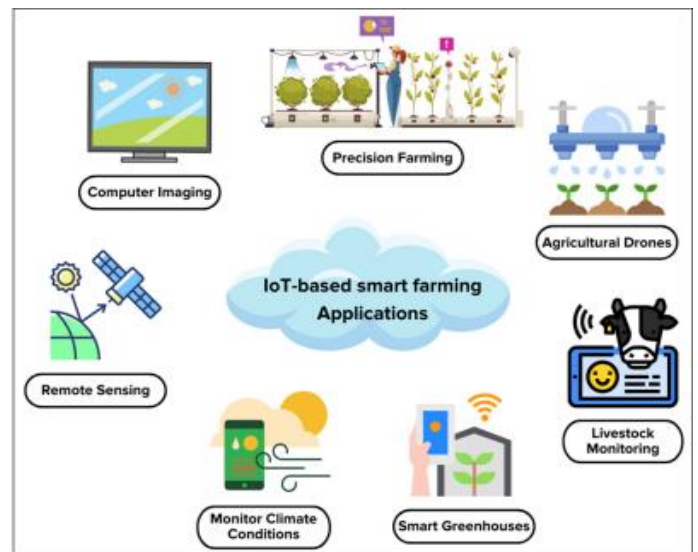 Precision Farming
Computer Imaging
Agricultural Drones
IoT-based smart farming
Applications
Remote Sensing
Livestock
Monitoring
Monitor Climate
Conditions
Smart Greenhouses